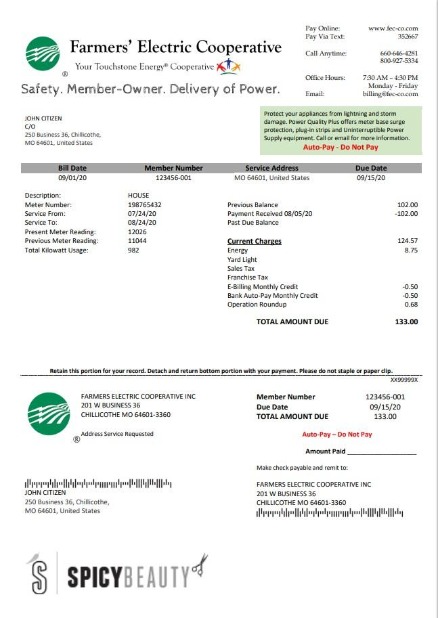 Farmers' Electric Cooperative
Your Touchstone Energy® Cooperative
®
Safety. Member-Owner. Delivery of Power.
Pay Online: www.fec-co.com
Pay Via Text: 352667
Call Anytime: 660-646-4281
800-927-5334
Office Hours: 7:30 AM – 4:30 PM
Monday - Friday
Email: billing@fec-co.com
JOHN CITIZEN
C/O
250 Business 36, Chillicothe,
MO 64601, United States
Protect your appliances from lightning and storm
damage. Power Quality Plus offers meter base surge
protection, plug-in strips and Uninterruptible Power
Supply equipment. Call or email for more information.
Auto-Pay - Do Not Pay
Bill Date Member Number Service Address Due Date
09/01/20 123456-001 MO 64601, United States 09/15/20
Description: HOUSE
Meter Number: 198765432
Service From: 07/24/20
Service To: 08/24/20
Present Meter Reading: 12026
Previous Meter Reading: 11044
Total Kilowatt Usage: 982
Previous Balance 102.00
Payment Received 08/05/20 -102.00
Past Due Balance
Current Charges 124.57
Energy 8.75
Yard Light
Sales Tax
Franchise Tax
E-Billing Monthly Credit -0.50
Bank Auto-Pay Monthly Credit -0.50
Operation Roundup 0.68
TOTAL AMOUNT DUE 133.00
Retain this portion for your record. Detach and return bottom portion with your payment. Please do not staple or paper clip.
XX99999X
FARMERS ELECTRIC COOPERATIVE INC
201 W BUSINESS 36
CHILLICOTHE MO 64601-3360
® Address Service Requested
Member Number 123456-001
Due Date 09/15/20
TOTAL AMOUNT DUE 133.00
Auto-Pay – Do Not Pay
Amount Paid
Make check payable and remit to:
JOHN CITIZEN
250 Business 36, Chillicothe,
MO 64601, United States
FARMERS ELECTRIC COOPERATIVE INC
201 W BUSINESS 36
CHILLICOTHE MO 64601-3360
S SPICYBEAUTY